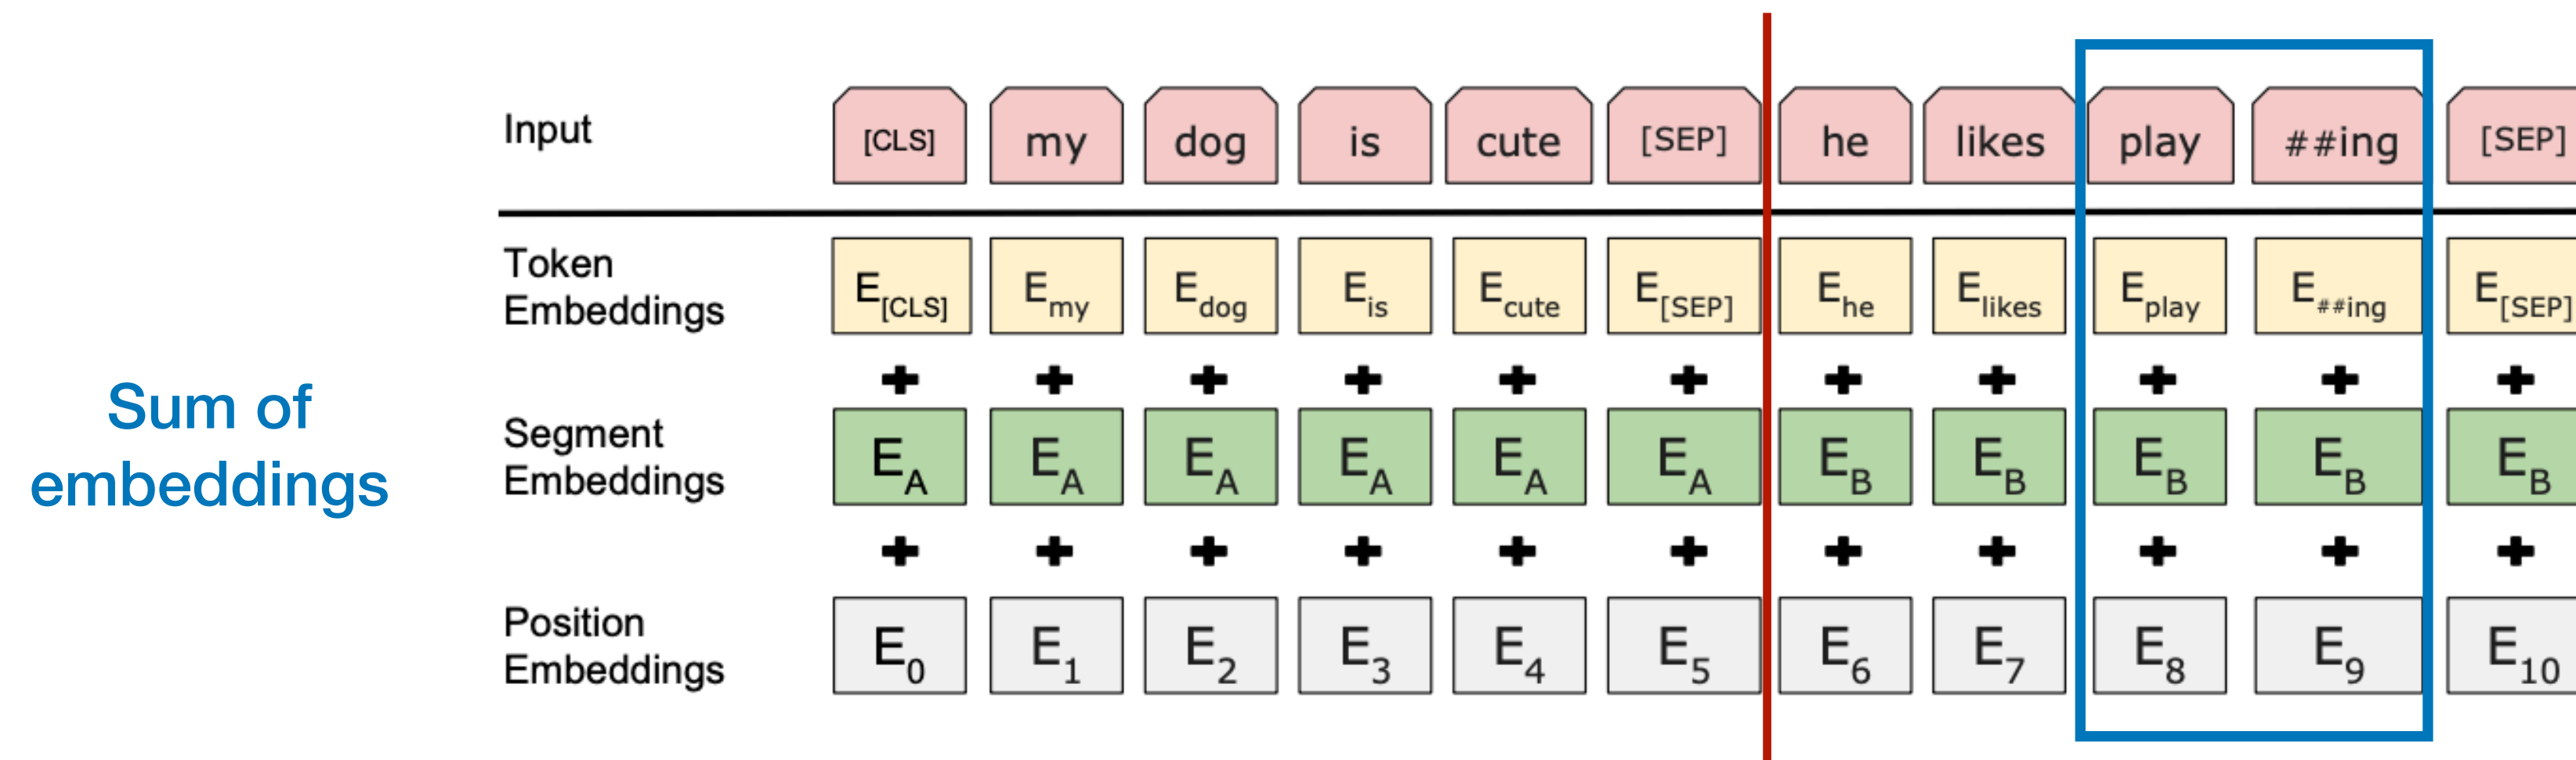 Input [CLS] my dog is cute [SEP] he likes play ##ing [SEP]
Token
Embeddings
E[CLS] Emy Edog Eis Ecute E[SEP] Ehe Elikes Eplay E##ing E[SEP]
+ + + + + + + + + + +
Sum of
embeddings
Segment
Embeddings
EA EA EA EA EA EA EB EB EB EB EB
+ + + + + + + + + + +
Position
Embeddings
E0 E1 E2 E3 E4 E5 E6 E7 E8 E9 E10